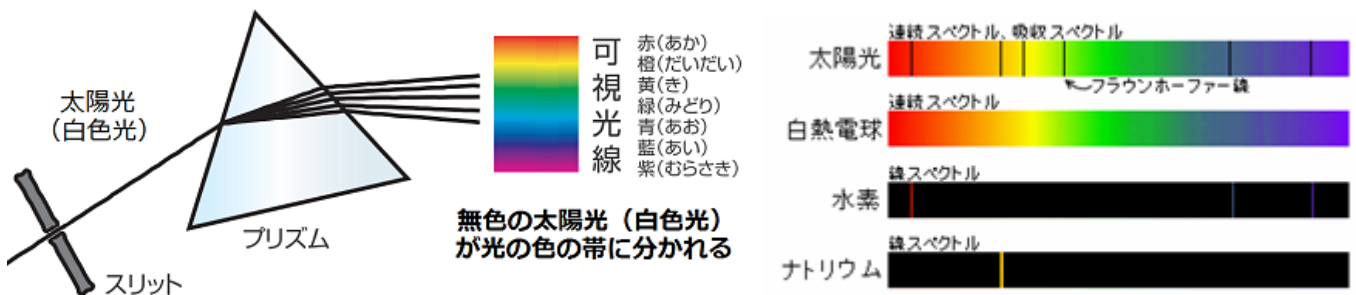 太陽光
（白色光）
スリット
プリズム
可視光線
赤(あか)
橙(だいだい)
黄(き)
緑(みどり)
青(あお)
藍(あい)
紫(むらさき)
無色の太陽光（白色光）
が光の色の帯に分かれる
連続スペクトル、吸収スペクトル
太陽光
フラウンホーファー線
連続スペクトル
白熱電球
線スペクトル
水素
線スペクトル
ナトリウム